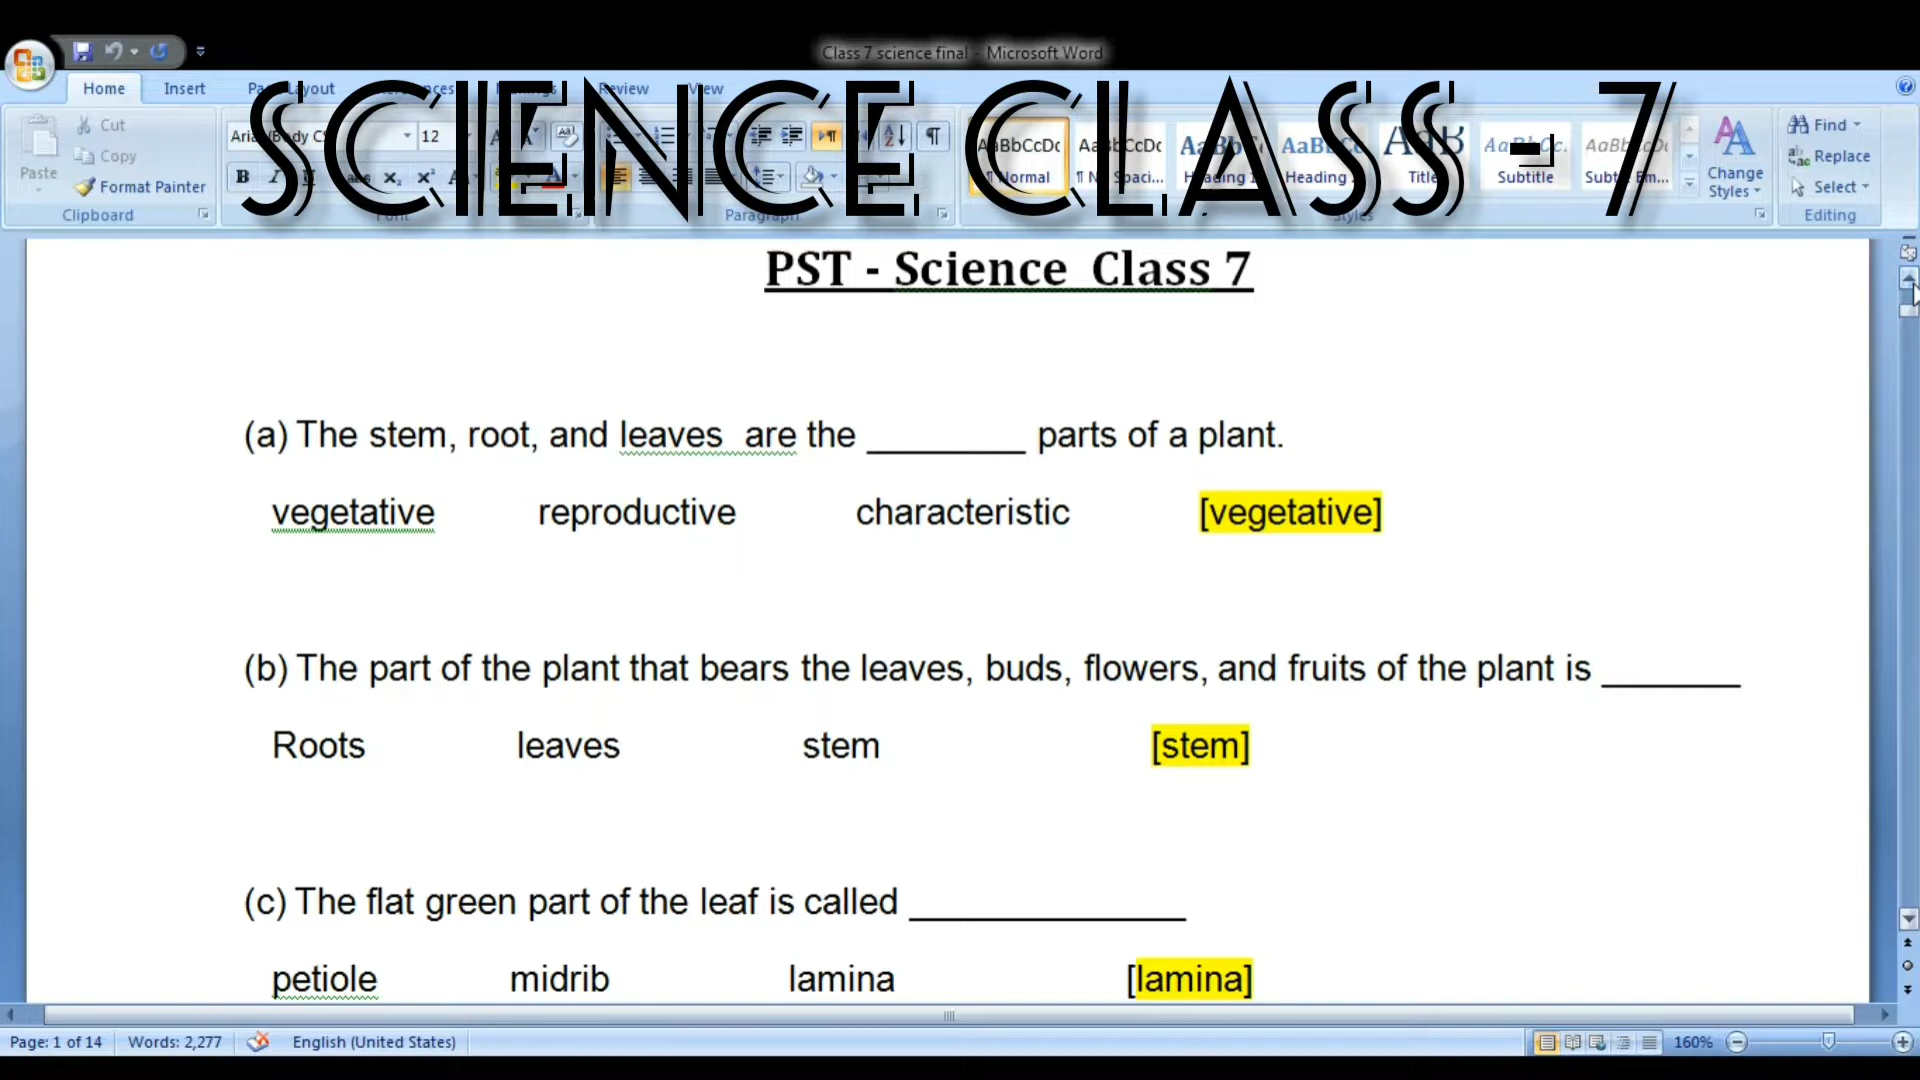 Class 7 science final - Microsoft Word
SCIENCE CLASS - 7
Home Insert Review View
Cut
Copy
Paste
Format Painter
Clipboard
12
Normal
Title
Subtitle
Change Styles
Find
Replace
Select
Editing
PST - Science Class 7
(a) The stem, root, and leaves are the ________ parts of a plant.
vegetative reproductive characteristic [vegetative]
(b) The part of the plant that bears the leaves, buds, flowers, and fruits of the plant is _______
Roots leaves stem [stem]
(c) The flat green part of the leaf is called ______________
petiole midrib lamina [lamina]
Page: 1 of 14 Words: 2,277 English (United States) 160%